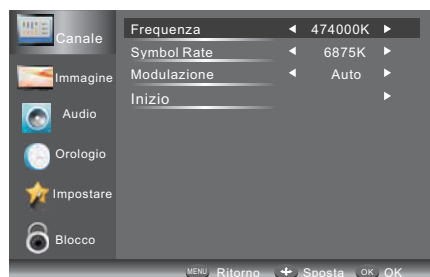 Canale
Immagine
Audio
Orologio
Impostare
Blocco
Frequenza 474000K
Symbol Rate 6875K
Modulazione Auto
Inizio
MENU Ritorno Sposta OK OK